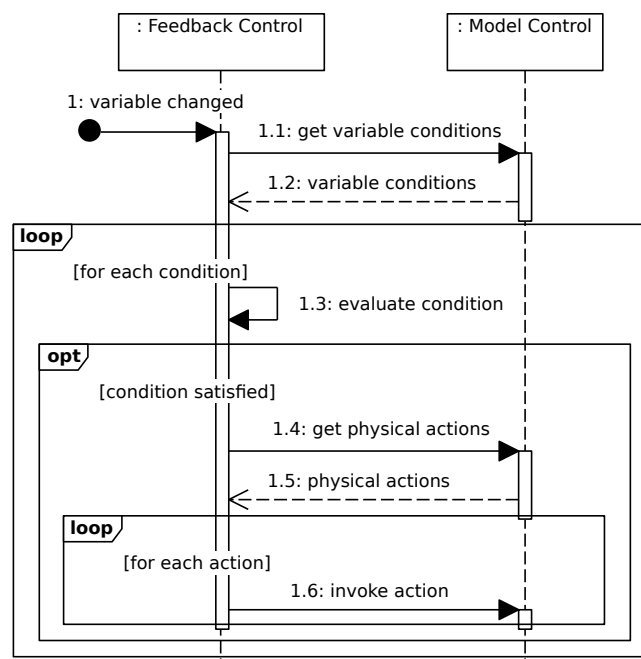 : Feedback Control
: Model Control
1: variable changed
1.1: get variable conditions
1.2: variable conditions
loop
[for each condition]
1.3: evaluate condition
opt
[condition satisfied]
1.4: get physical actions
1.5: physical actions
loop
[for each action]
1.6: invoke action